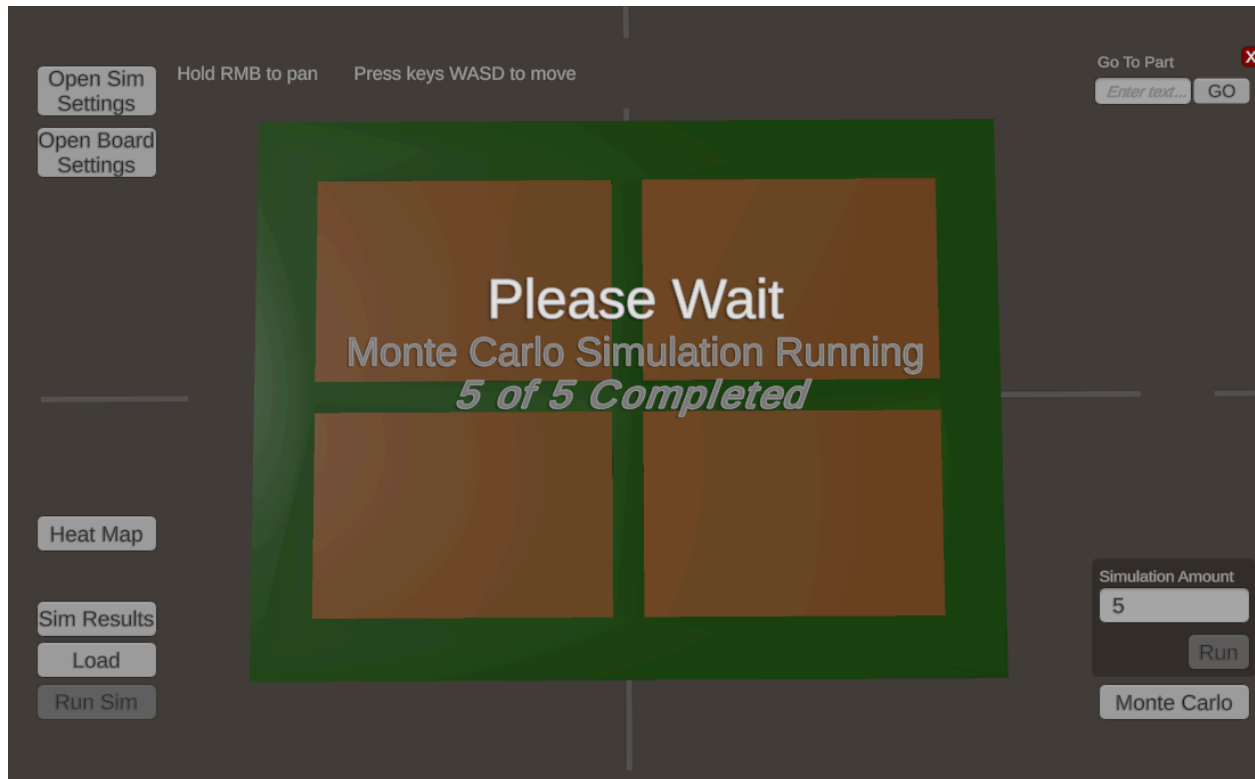 Open Sim
Settings
Hold RMB to pan
Press keys WASD to move
Go To Part
X
Enter text...
GO
Open Board
Settings
Please Wait
Monte Carlo Simulation Running
5 of 5 Completed
Heat Map
Sim Results
Load
Run Sim
Simulation Amount
5
Run
Monte Carlo